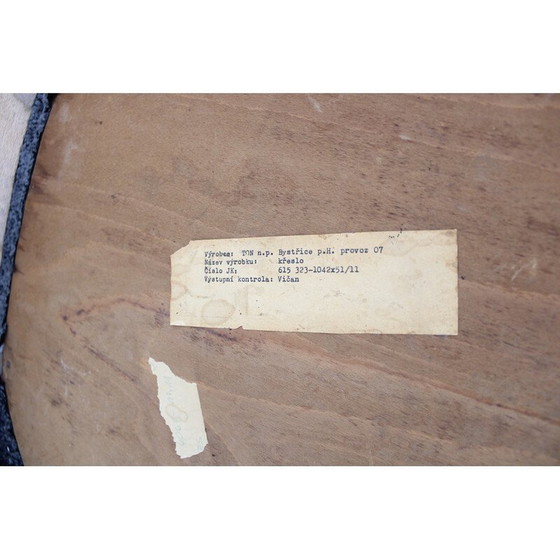 Výrobce: TON n.p. Bystřice p.H. provoz 07
Název výrobku: křeslo
Číslo JK: 615 323-1042x51/11
Výstupní kontrola: Vičan